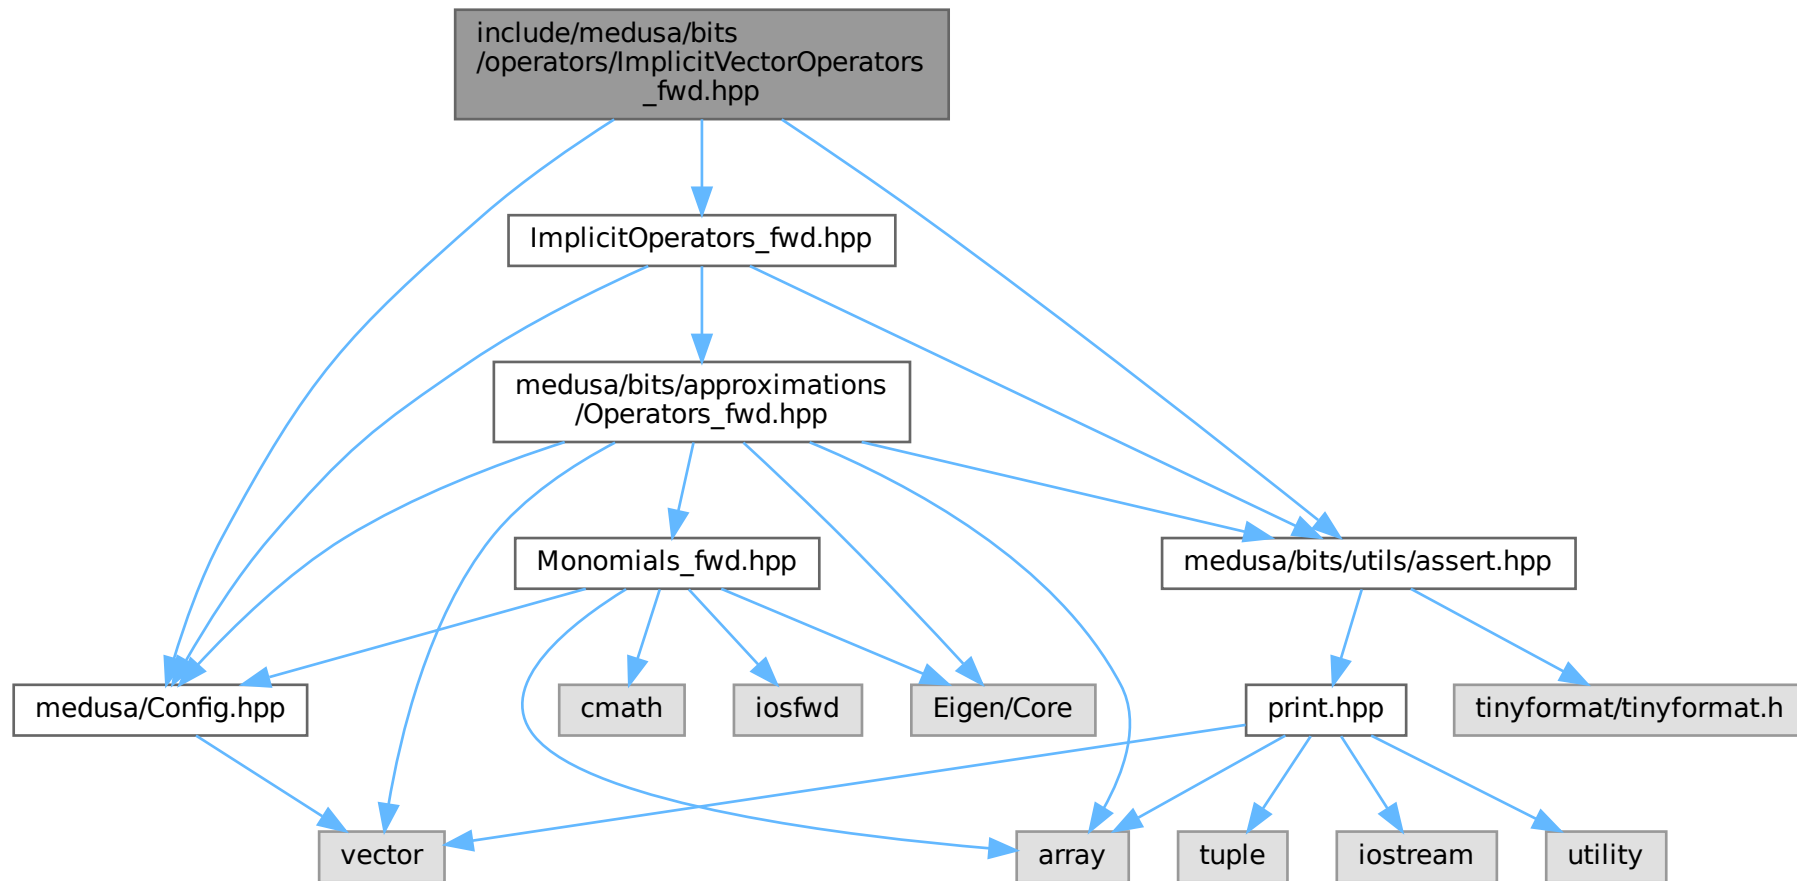 include/medusa/bits
/operators/ImplicitVectorOperators
_fwd.hpp
ImplicitOperators_fwd.hpp
medusa/bits/approximations
/Operators_fwd.hpp
Monomials_fwd.hpp
medusa/bits/utils/assert.hpp
medusa/Config.hpp
cmath
iosfwd
Eigen/Core
print.hpp
tinyformat/tinyformat.h
vector
array
tuple
iostream
utility